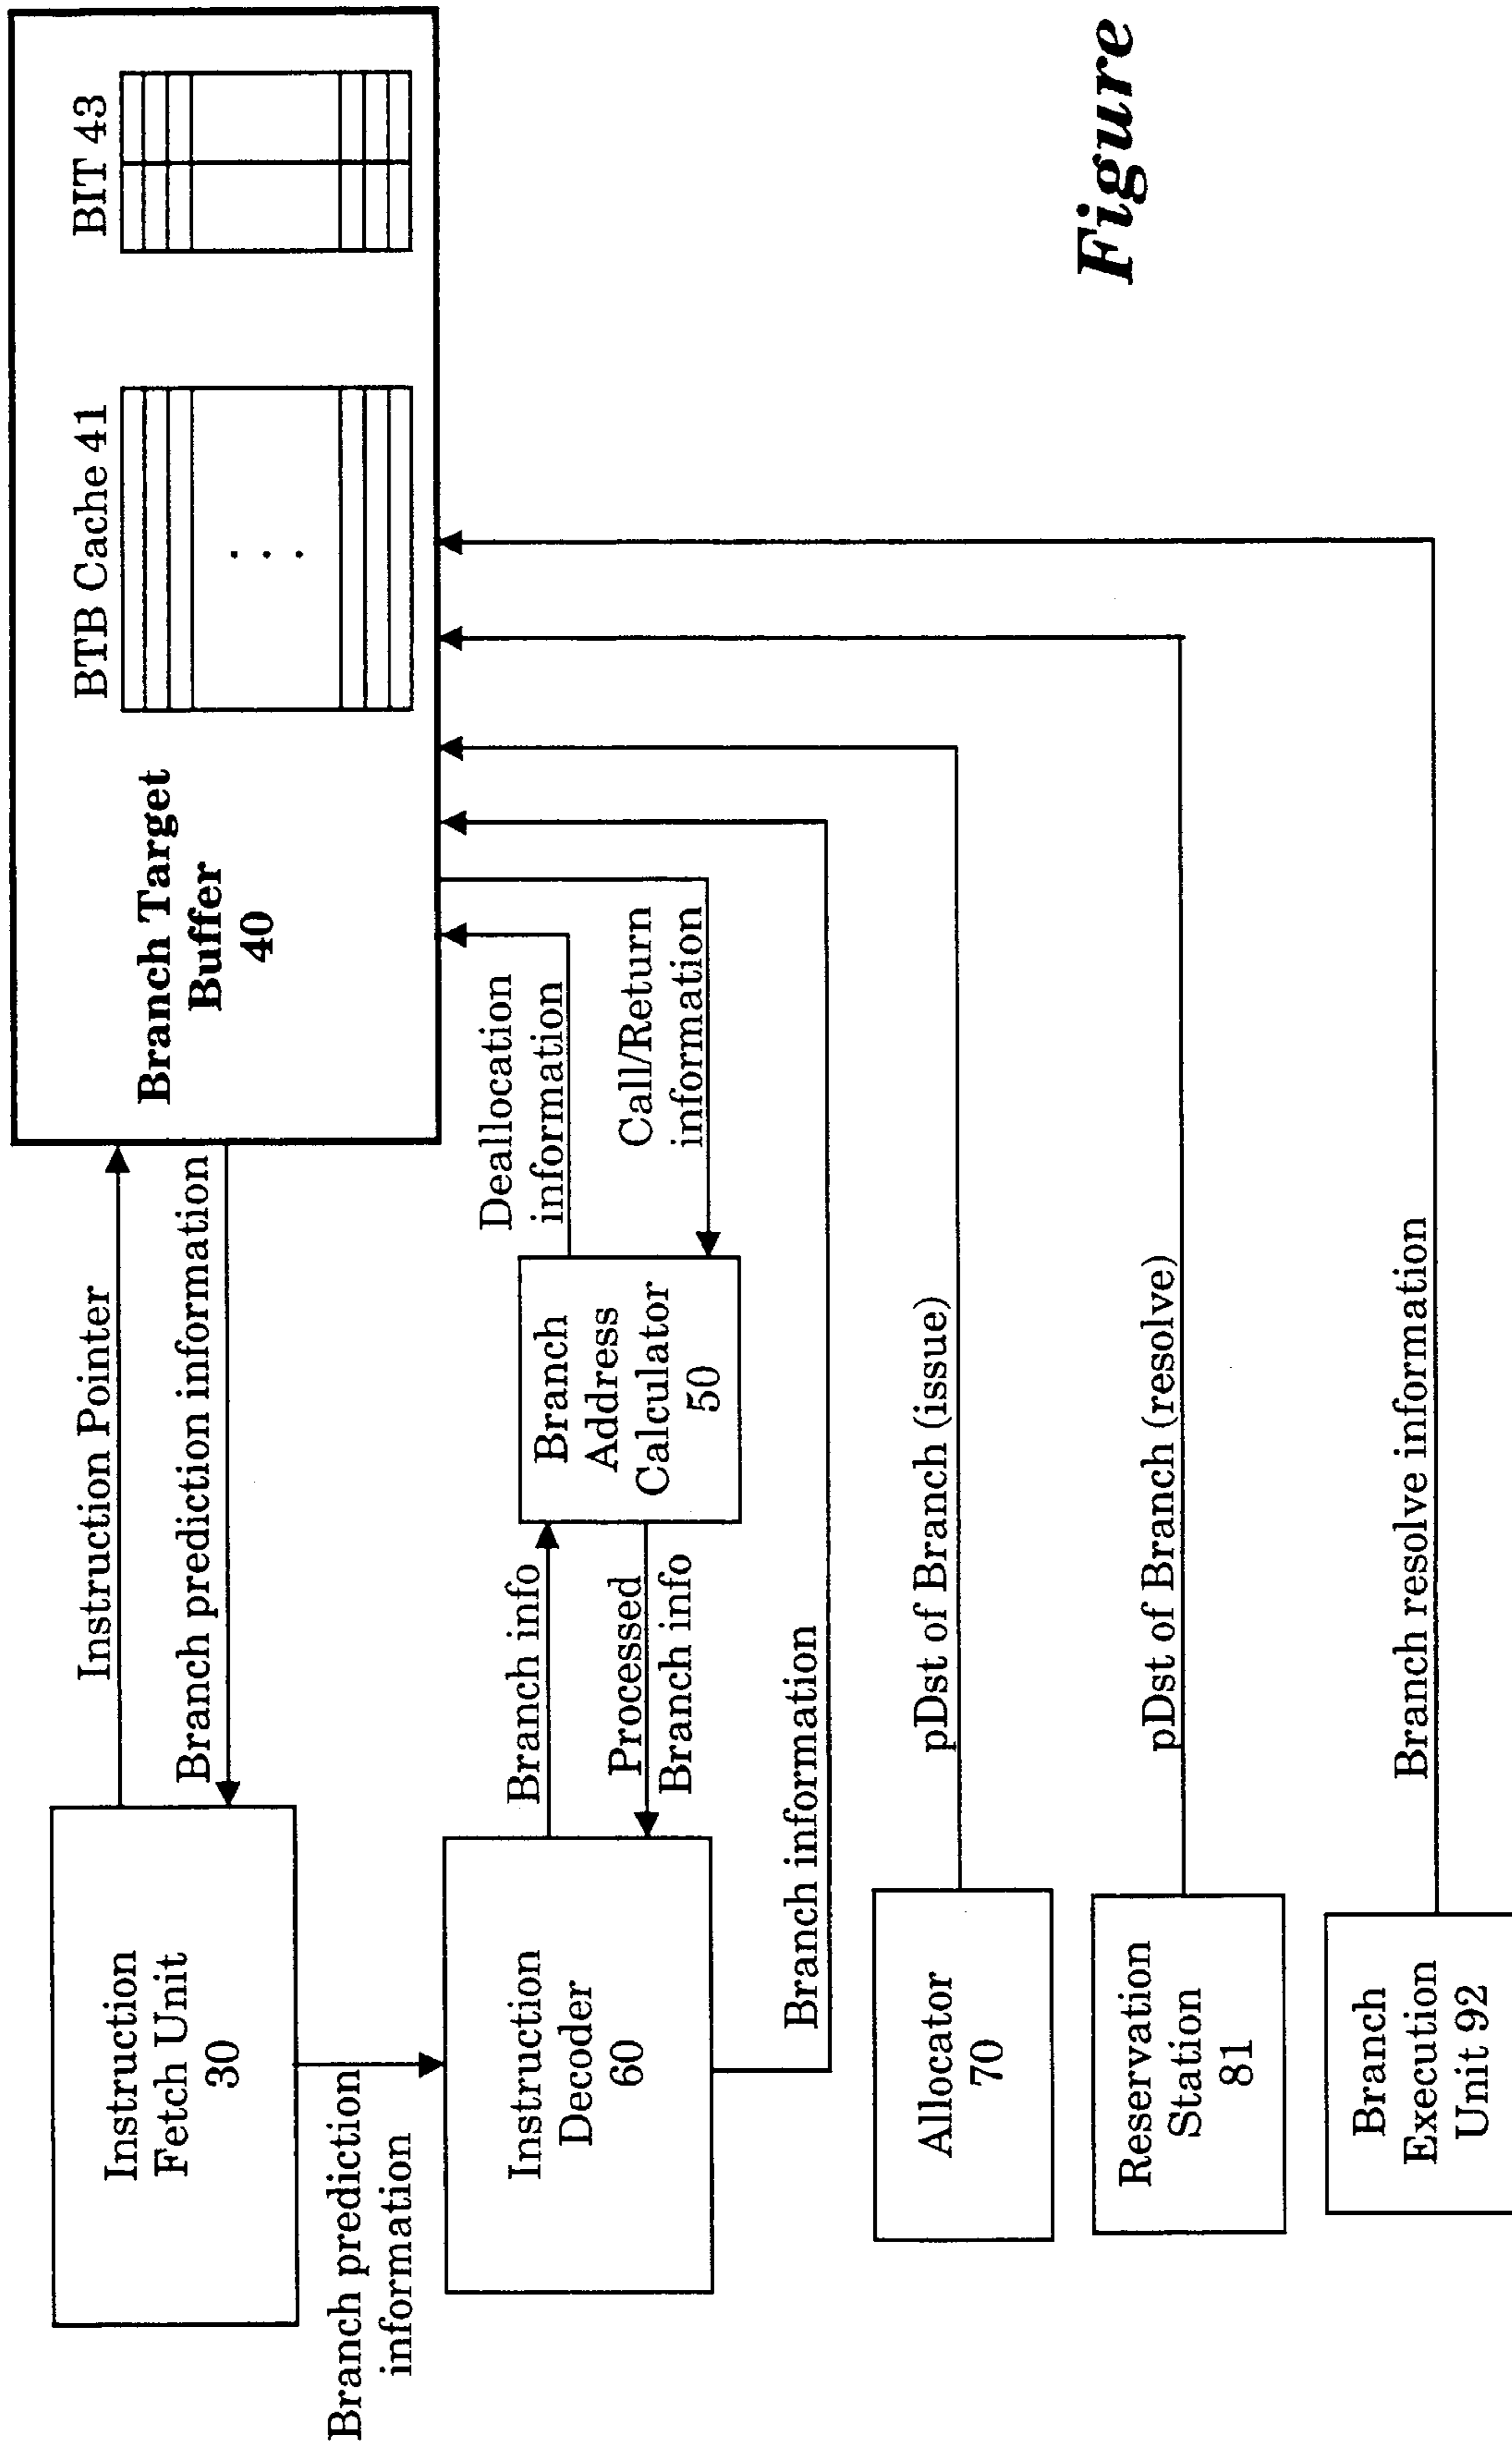 Instruction
Fetch Unit
30
Instruction Pointer
Branch prediction information
Branch Target
Buffer
40
BTB Cache 41
. . .
BIT 43
Branch prediction
information
Instruction
Decoder
60
Branch info
Processed
Branch info
Branch
Address
Calculator
50
Deallocation
information
Call/Return
information
Branch information
Allocator
70
pDst of Branch (issue)
Reservation
Station
81
pDst of Branch (resolve)
Branch
Execution
Unit 92
Branch resolve information
Figure